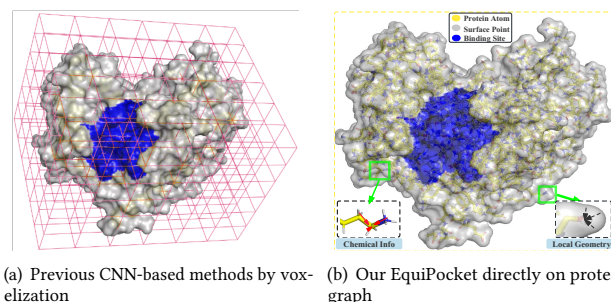 Protein Atom
Surface Point
Binding Site
Chemical Info
Local Geometry
(a) Previous CNN-based methods by vox-
elization
(b) Our EquiPocket directly on prote
graph